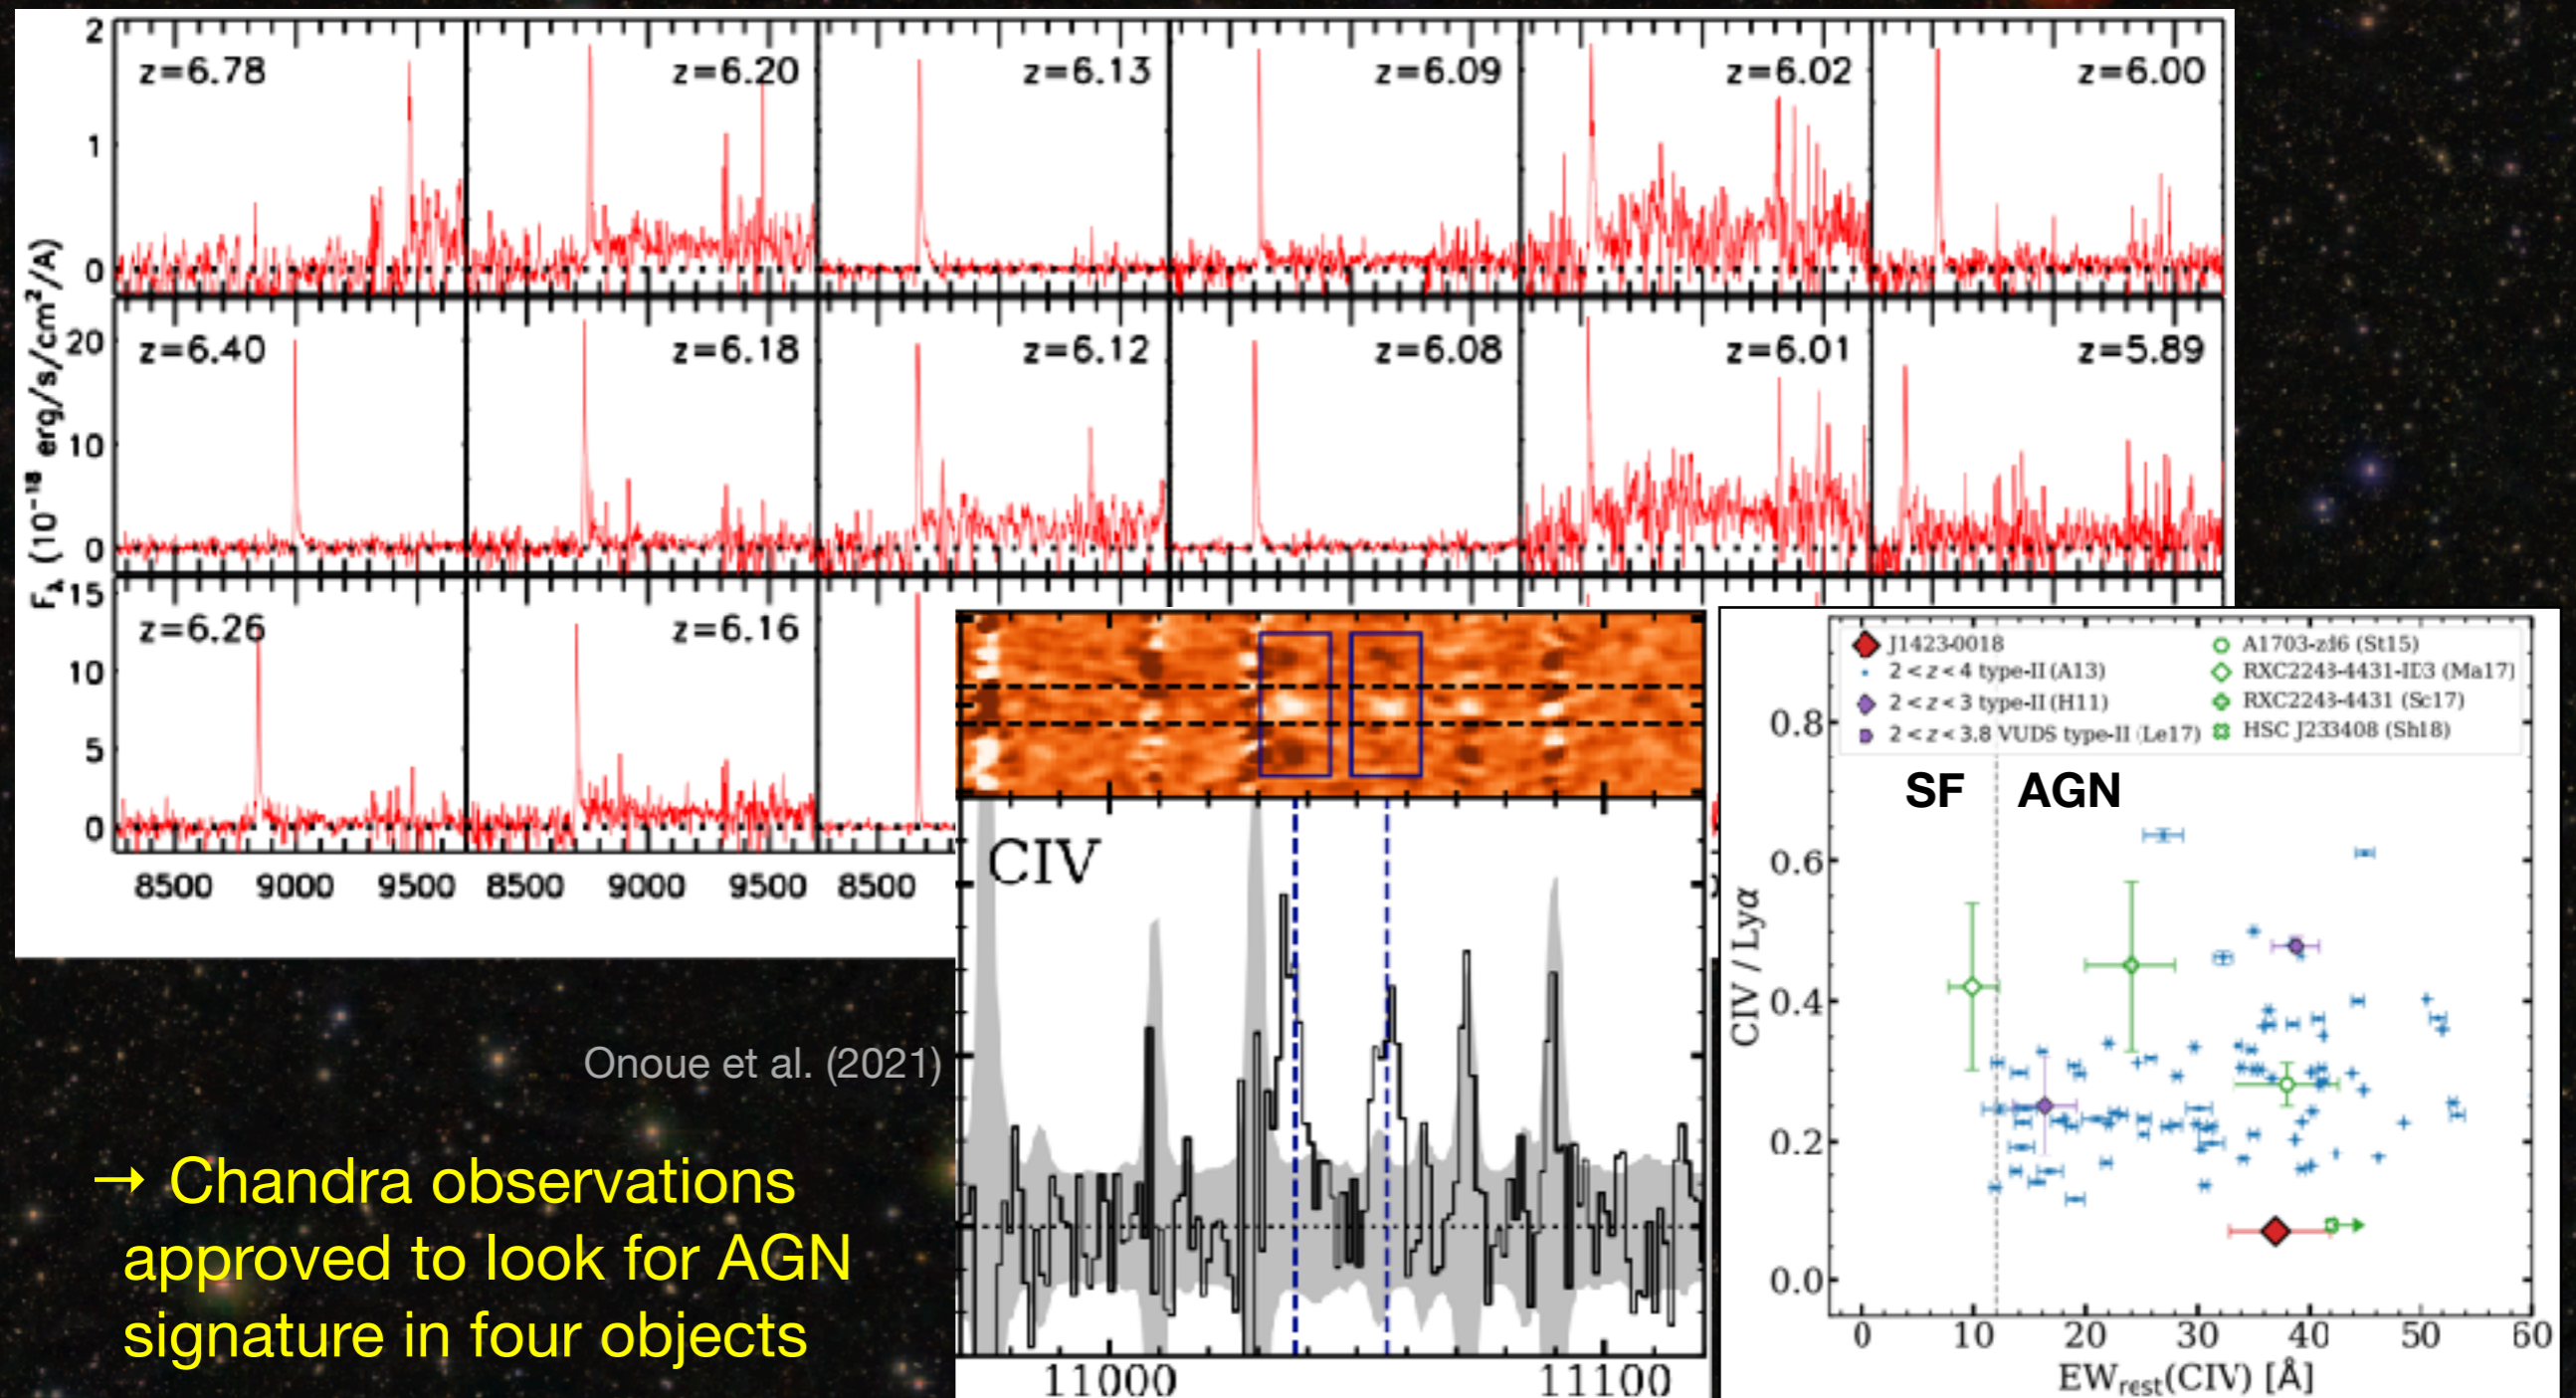 2
1
0
z=6.78
z=6.20
z=6.13
z=6.09
z=6.02
z=6.00
Fλ (10⁻¹⁸ erg/s/cm²/A)
20
10
0
z=6.40
z=6.18
z=6.12
z=6.08
z=6.01
z=5.89
15
10
5
0
z=6.26
z=6.16
8500 9000 9500 8500 9000 9500 8500
CIV
11000 11100
J1423-0018
2 < z < 4 type-II (A13)
2 < z < 3 type-II (H11)
2 < z < 3.8 VUDS type-II (Le17)
A1703-zd6 (St15)
RXC2248-4431-ID3 (Ma17)
RXC2248-4431 (Sc17)
HSC J233408 (Sh18)
SF AGN
CIV / Lyα
0.8
0.6
0.4
0.2
0.0
0 10 20 30 40 50 60
EWrest(CIV) [Å]
Onoue et al. (2021)
→ Chandra observations
approved to look for AGN
signature in four objects